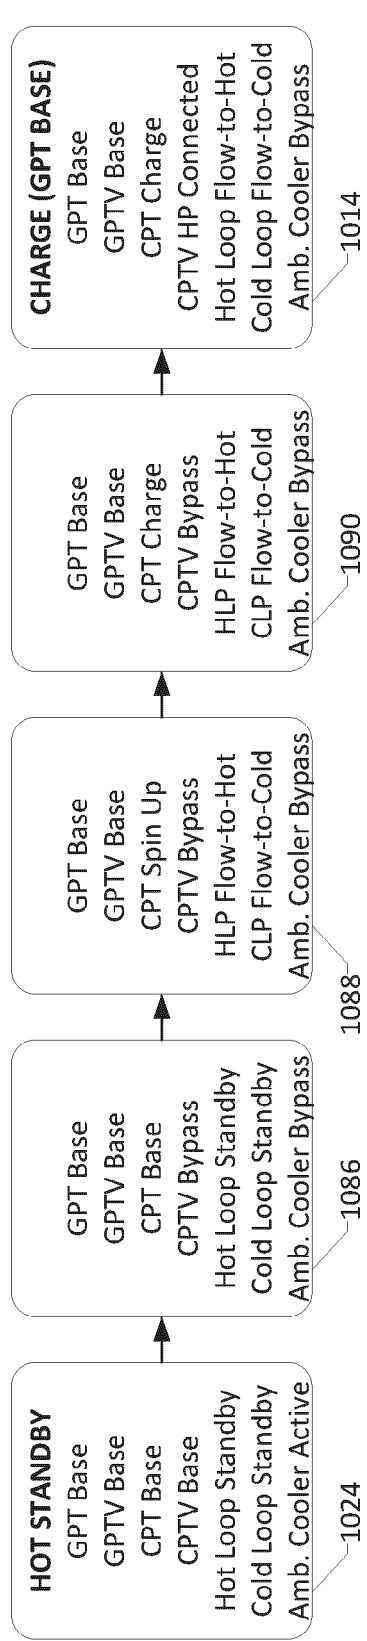 HOT STANDBY
GPT Base
GPTV Base
CPT Base
CPTV Base
Hot Loop Standby
Cold Loop Standby
Amb. Cooler Active
1024
GPT Base
GPTV Base
CPT Base
CPTV Bypass
Hot Loop Standby
Cold Loop Standby
Amb. Cooler Bypass
1086
GPT Base
GPTV Base
CPT Spin Up
CPTV Bypass
HLP Flow-to-Hot
CLP Flow-to-Cold
Amb. Cooler Bypass
1088
GPT Base
GPTV Base
CPT Charge
CPTV Bypass
HLP Flow-to-Hot
CLP Flow-to-Cold
Amb. Cooler Bypass
1090
CHARGE (GPT BASE)
GPT Base
GPTV Base
CPT Charge
CPTV HP Connected
Hot Loop Flow-to-Hot
Cold Loop Flow-to-Cold
Amb. Cooler Bypass
1014